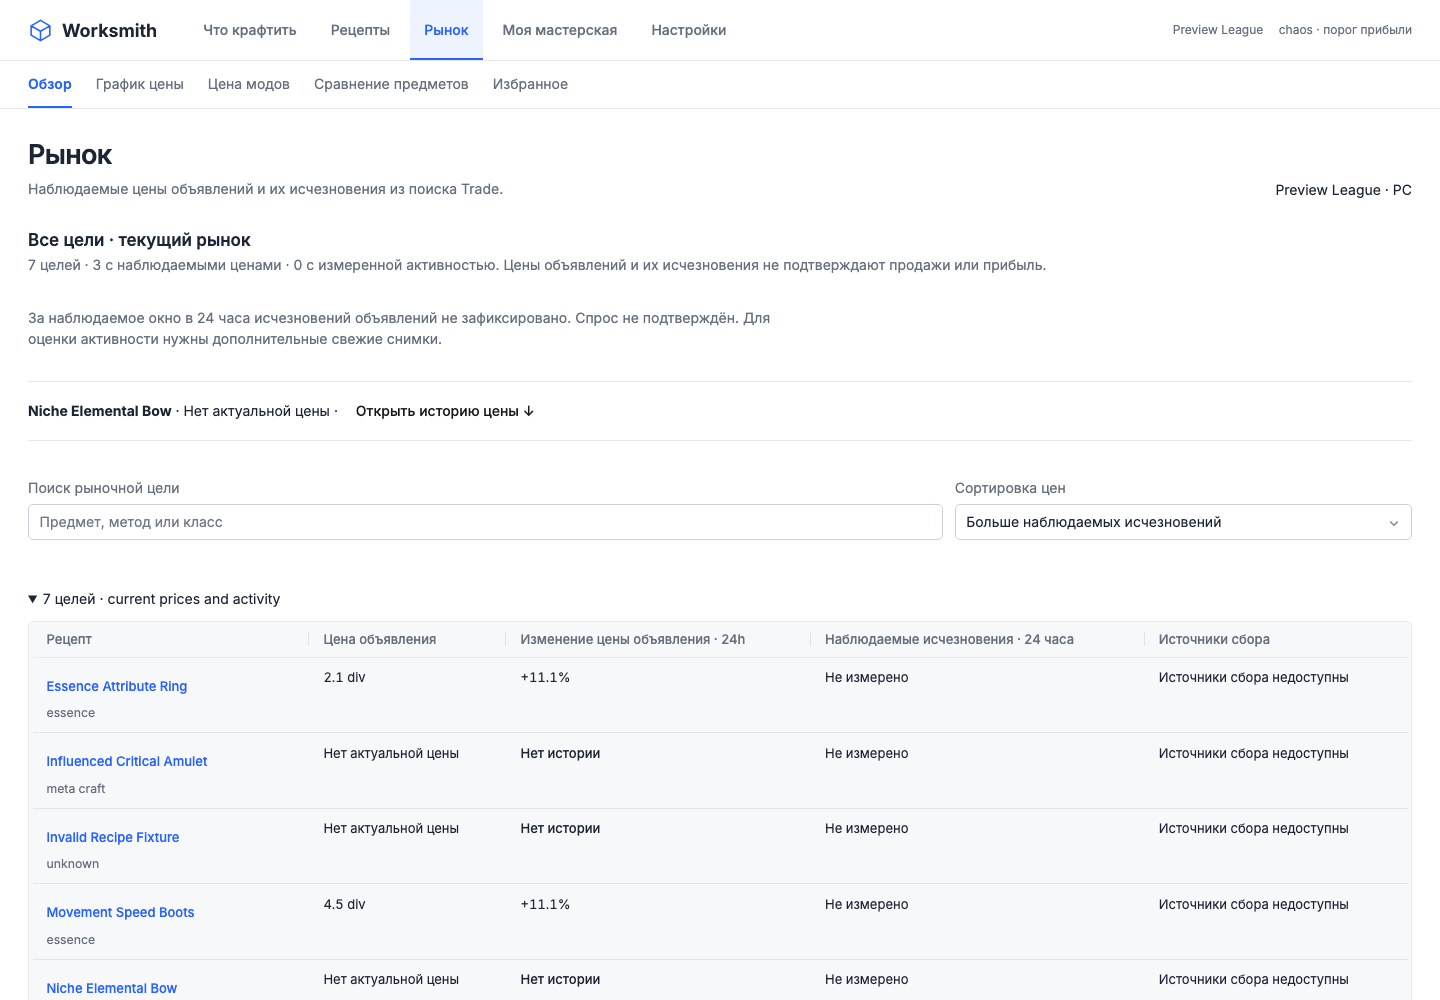 Worksmith
Что крафтить
Рецепты
Рынок
Моя мастерская
Настройки
Preview League
chaos · порог прибыли
Обзор
График цены
Цена модов
Сравнение предметов
Избранное
Рынок
Наблюдаемые цены объявлений и их исчезновения из поиска Trade.
Preview League · PC
Все цели · текущий рынок
7 целей · 3 с наблюдаемыми ценами · 0 с измеренной активностью. Цены объявлений и их исчезновения не подтверждают продажи или прибыль.
За наблюдаемое окно в 24 часа исчезновений объявлений не зафиксировано. Спрос не подтверждён. Для
оценки активности нужны дополнительные свежие снимки.
Niche Elemental Bow · Нет актуальной цены · Открыть историю цены ↓
Поиск рыночной цели
Сортировка цен
Предмет, метод или класс
Больше наблюдаемых исчезновений
▼ 7 целей · current prices and activity
Рецепт
Цена объявления
Изменение цены объявления · 24h
Наблюдаемые исчезновения · 24 часа
Источники сбора
Essence Attribute Ring
essence
2.1 div
+11.1%
Не измерено
Источники сбора недоступны
Influenced Critical Amulet
meta craft
Нет актуальной цены
Нет истории
Не измерено
Источники сбора недоступны
Invalid Recipe Fixture
unknown
Нет актуальной цены
Нет истории
Не измерено
Источники сбора недоступны
Movement Speed Boots
essence
4.5 div
+11.1%
Не измерено
Источники сбора недоступны
Niche Elemental Bow
Нет актуальной цены
Нет истории
Не измерено
Источники сбора недоступны